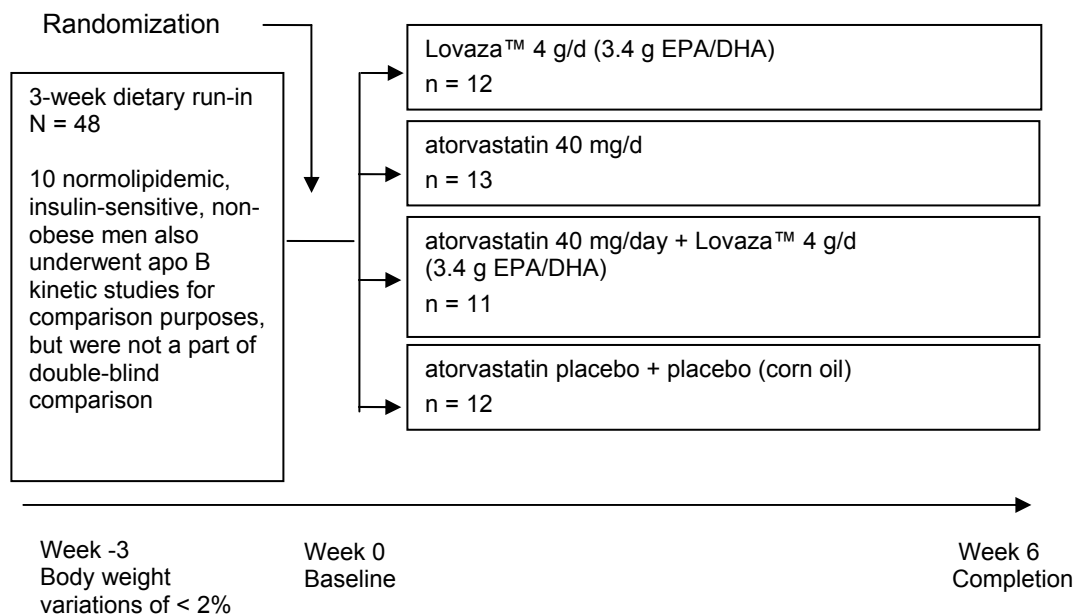 Randomization
3-week dietary run-in
N = 48
10 normolipidemic,
insulin-sensitive, non-
obese men also
underwent apo B
kinetic studies for
comparison purposes,
but were not a part of
double-blind
comparison
Lovaza™ 4 g/d (3.4 g EPA/DHA)
n = 12
atorvastatin 40 mg/d
n = 13
atorvastatin 40 mg/day + Lovaza™ 4 g/d
(3.4 g EPA/DHA)
n = 11
atorvastatin placebo + placebo (corn oil)
n = 12
Week -3
Body weight
variations of < 2%
Week 0
Baseline
Week 6
Completion